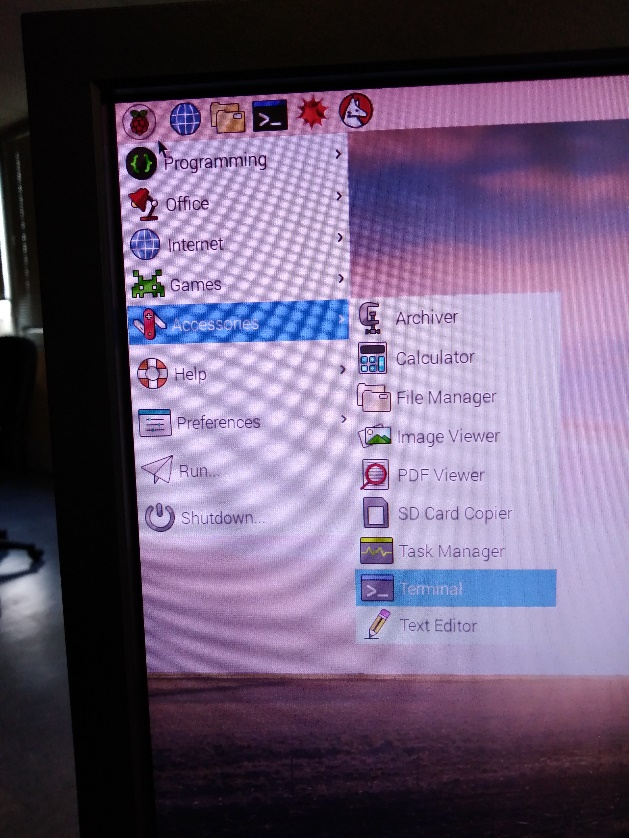 Programming
Office
Internet
Games
Accessories
Help
Preferences
Run...
Shutdown...
Archiver
Calculator
File Manager
Image Viewer
PDF Viewer
SD Card Copier
Task Manager
Terminal
Text Editor